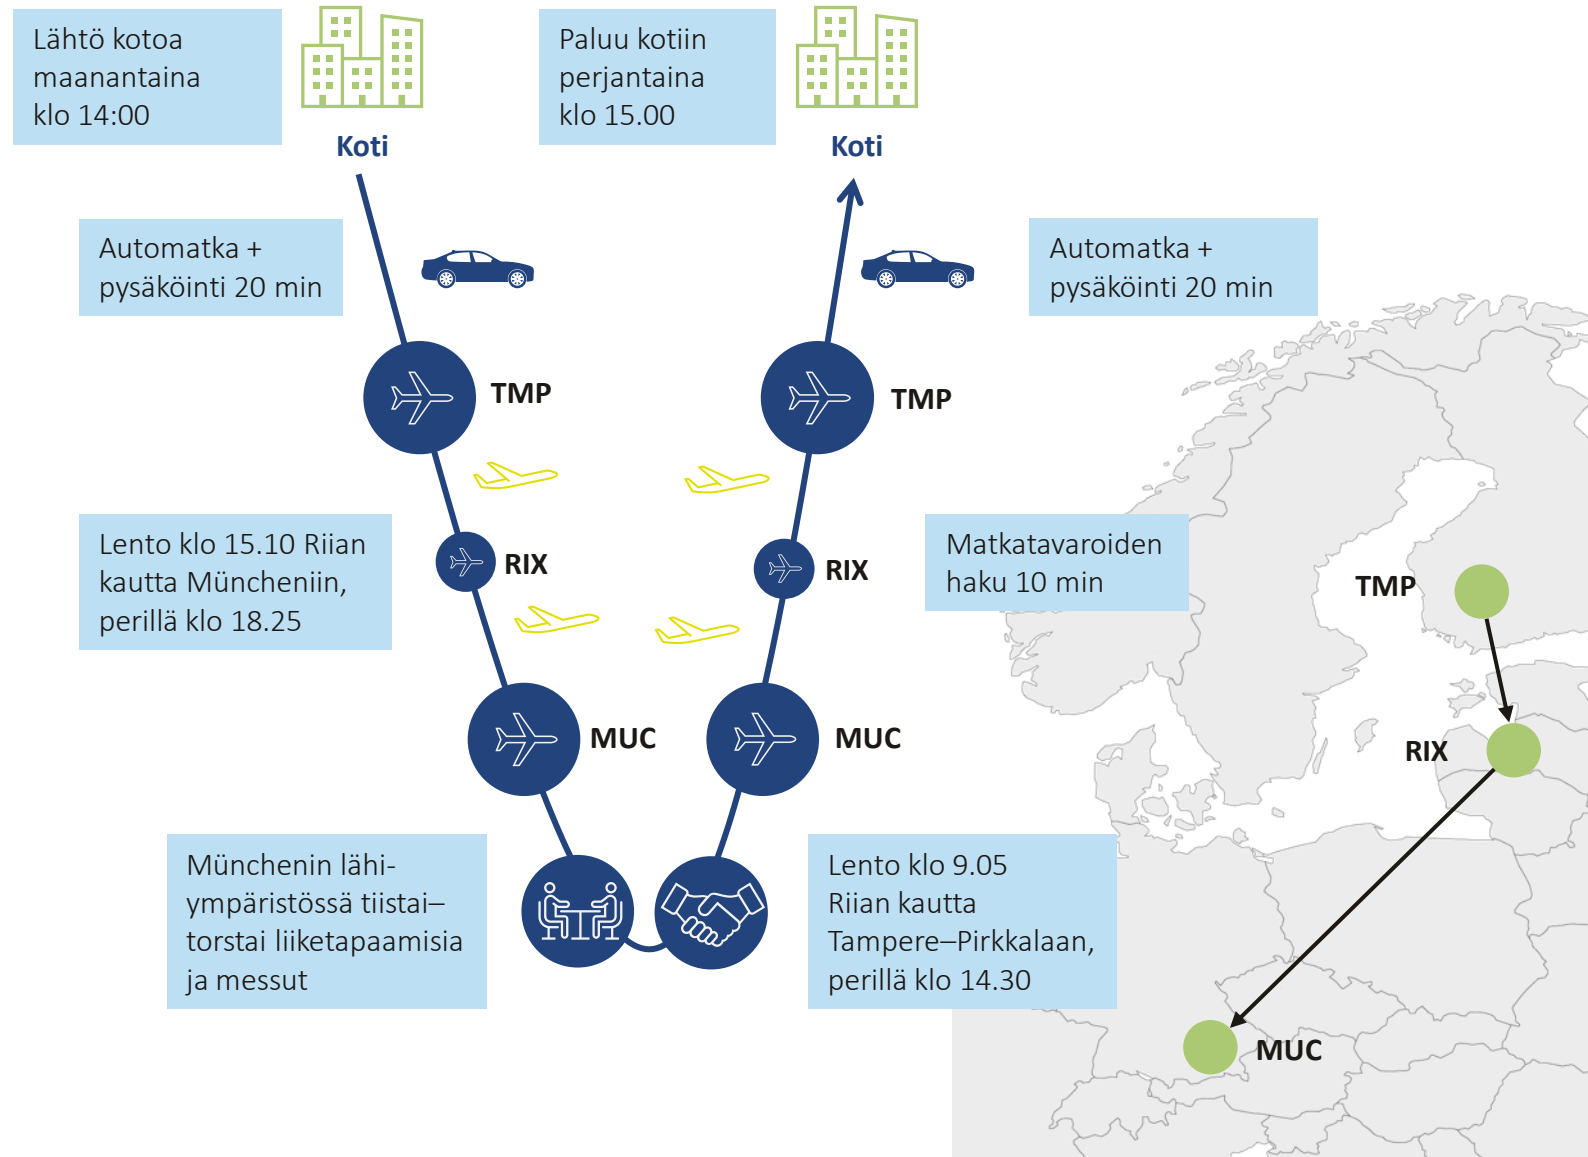 Lähtö kotoa
maanantaina
klo 14:00
Koti
Paluu kotiin
perjantaina
klo 15.00
Koti
Automatka +
pysäköinti 20 min
Automatka +
pysäköinti 20 min
TMP
TMP
Lento klo 15.10 Riian
kautta Müncheniin,
perillä klo 18.25
RIX
RIX
Matkatavaroiden
haku 10 min
MUC
MUC
Münchenin lähi-
ympäristössä tiistai–
torstai liiketapaamisia
ja messut
Lento klo 9.05
Riian kautta
Tampere–Pirkkalaan,
perillä klo 14.30
TMP
RIX
MUC